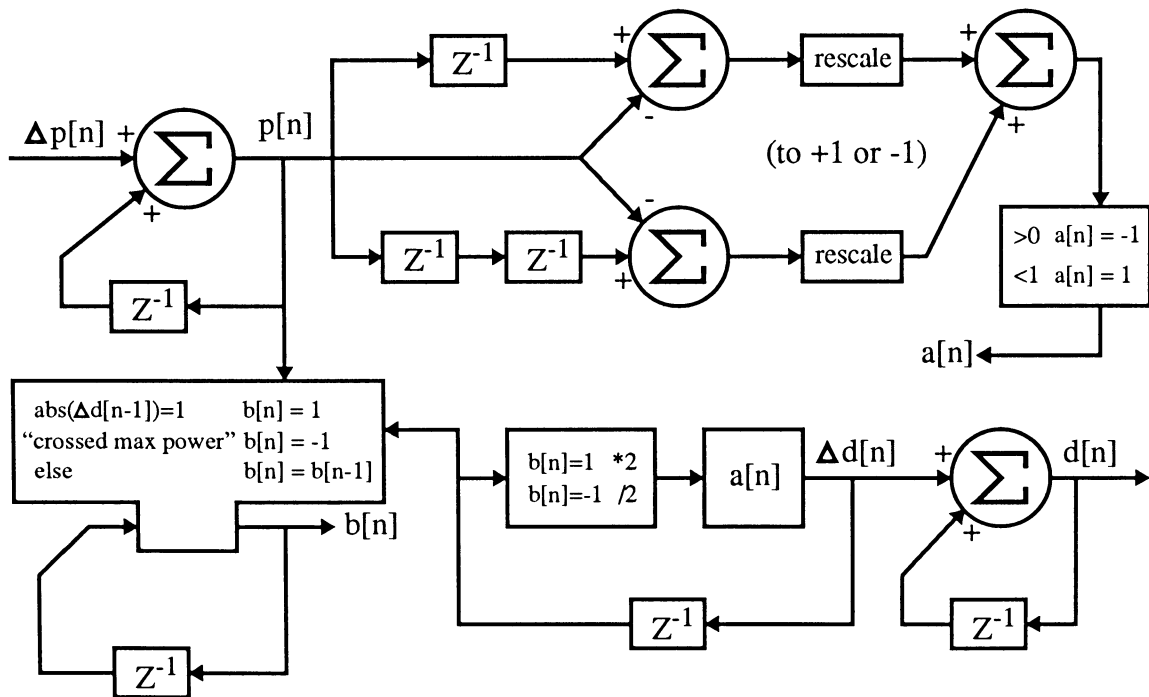 Δp[n]
+
Σ
+
p[n]
Z-1
Z-1
+
Σ
-
rescale
+
Σ
+
(to +1 or -1)
Z-1
Z-1
-
Σ
+
rescale
>0 a[n] = -1
<1 a[n] = 1
a[n]
abs(Δd[n-1])=1 b[n] = 1
“crossed max power” b[n] = -1
else b[n] = b[n-1]
b[n]
Z-1
b[n]=1 *2
b[n]=-1 /2
a[n]
Δd[n]
+
Σ
+
d[n]
Z-1
Z-1